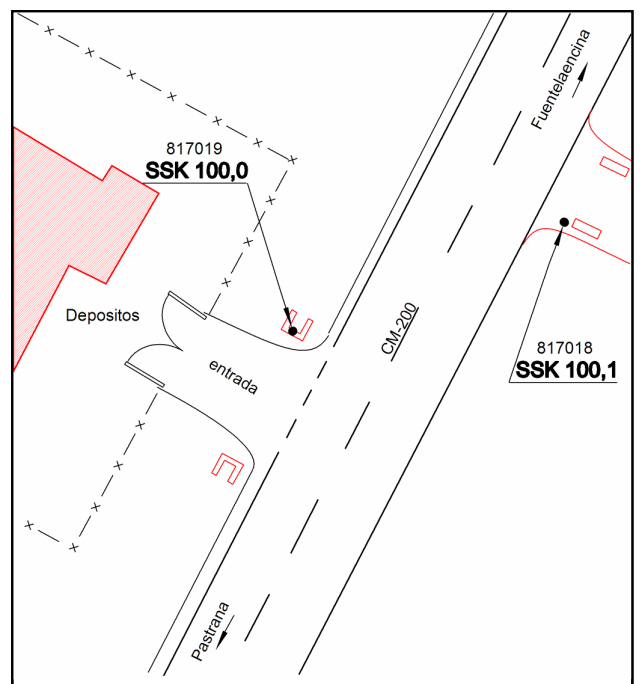 Fuentelaencina
817019
SSK 100,0
Depositos
CM-200
817018
SSK 100,1
entrada
Pastrana